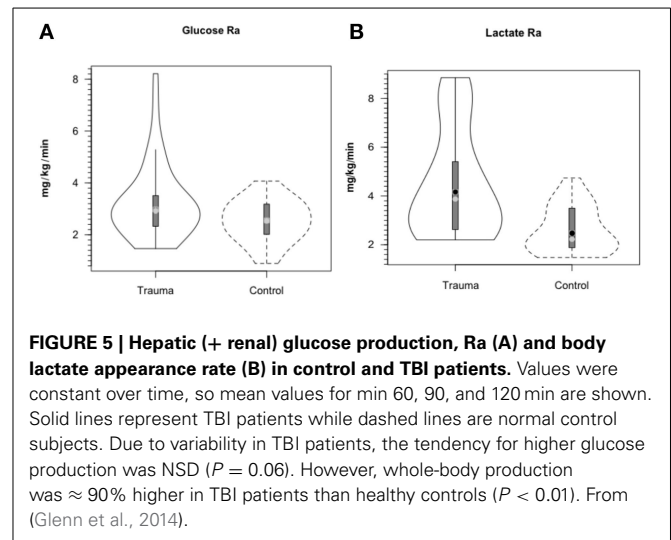 A
Glucose Ra
mg/kg/min
8
6
4
2
Trauma
Control
B
Lactate Ra
mg/kg/min
8
6
4
2
Trauma
Control
FIGURE 5 | Hepatic (+ renal) glucose production, Ra (A) and body
lactate appearance rate (B) in control and TBI patients. Values were
constant over time, so mean values for min 60, 90, and 120 min are shown.
Solid lines represent TBI patients while dashed lines are normal control
subjects. Due to variability in TBI patients, the tendency for higher glucose
production was NSD (P = 0.06). However, whole-body production
was ≈ 90% higher in TBI patients than healthy controls (P < 0.01). From
(Glenn et al., 2014).